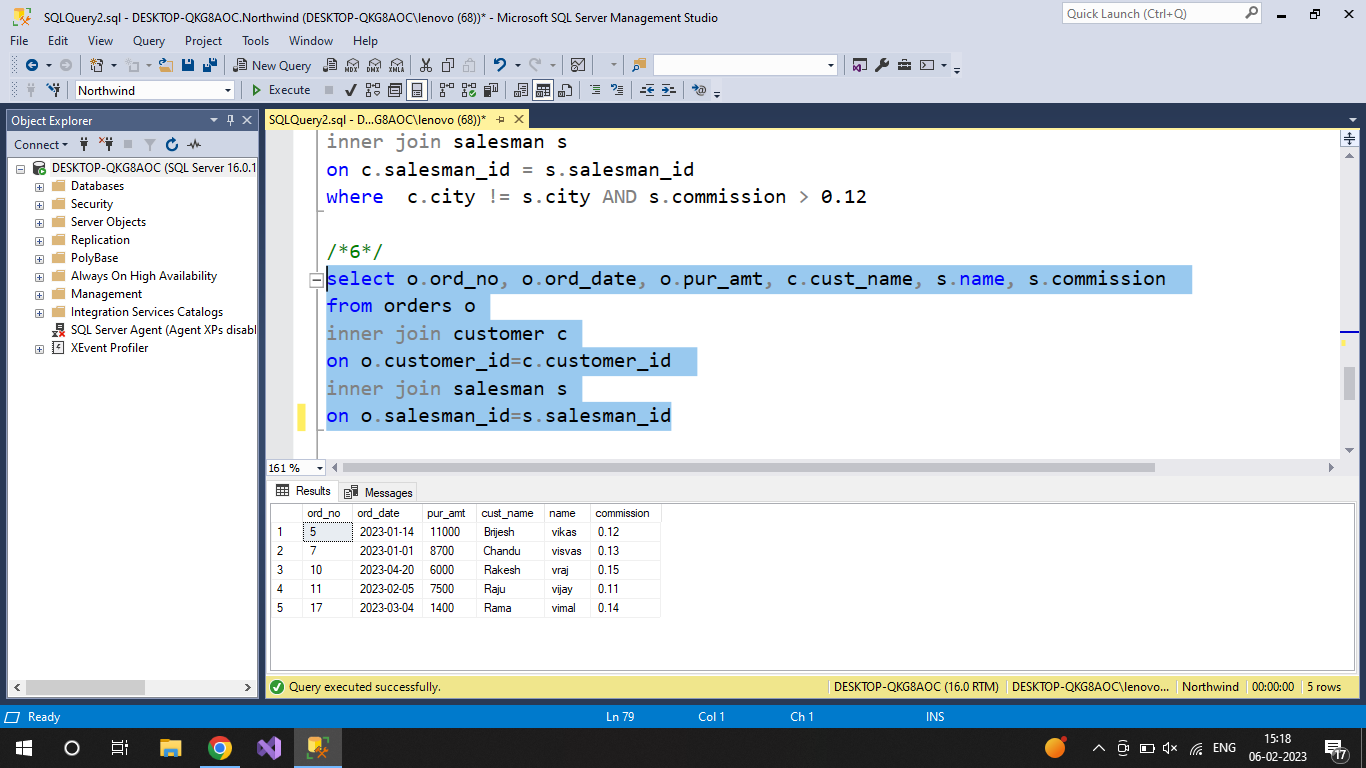 SQLQuery2.sql - DESKTOP-QKG8AOC.Northwind (DESKTOP-QKG8AOC\lenovo (68))* - Microsoft SQL Server Management Studio
Quick Launch (Ctrl+Q)
File Edit View Query Project Tools Window Help
New Query
MDX DMX XMLA
Northwind
Execute
Object Explorer
SQLQuery2.sql - D...G8AOC\lenovo (68))*
Connect
DESKTOP-QKG8AOC (SQL Server 16.0.1
Databases
Security
Server Objects
Replication
PolyBase
Always On High Availability
Management
Integration Services Catalogs
SQL Server Agent (Agent XPs disabl
XEvent Profiler
inner join salesman s
on c.salesman_id = s.salesman_id
where  c.city != s.city AND s.commission > 0.12
/*6*/
select o.ord_no, o.ord_date, o.pur_amt, c.cust_name, s.name, s.commission
from orders o
inner join customer c
on o.customer_id=c.customer_id
inner join salesman s
on o.salesman_id=s.salesman_id
161 %
Results Messages
ord_no ord_date pur_amt cust_name name commission
1 5 2023-01-14 11000 Brijesh vikas 0.12
2 7 2023-01-01 8700 Chandu visvas 0.13
3 10 2023-04-20 6000 Rakesh vraj 0.15
4 11 2023-02-05 7500 Raju vijay 0.11
5 17 2023-03-04 1400 Rama vimal 0.14
Query executed successfully.
DESKTOP-QKG8AOC (16.0 RTM) DESKTOP-QKG8AOC\lenovo... Northwind 00:00:00 5 rows
Ready Ln 79 Col 1 Ch 1 INS
ENG
15:18
06-02-2023
17